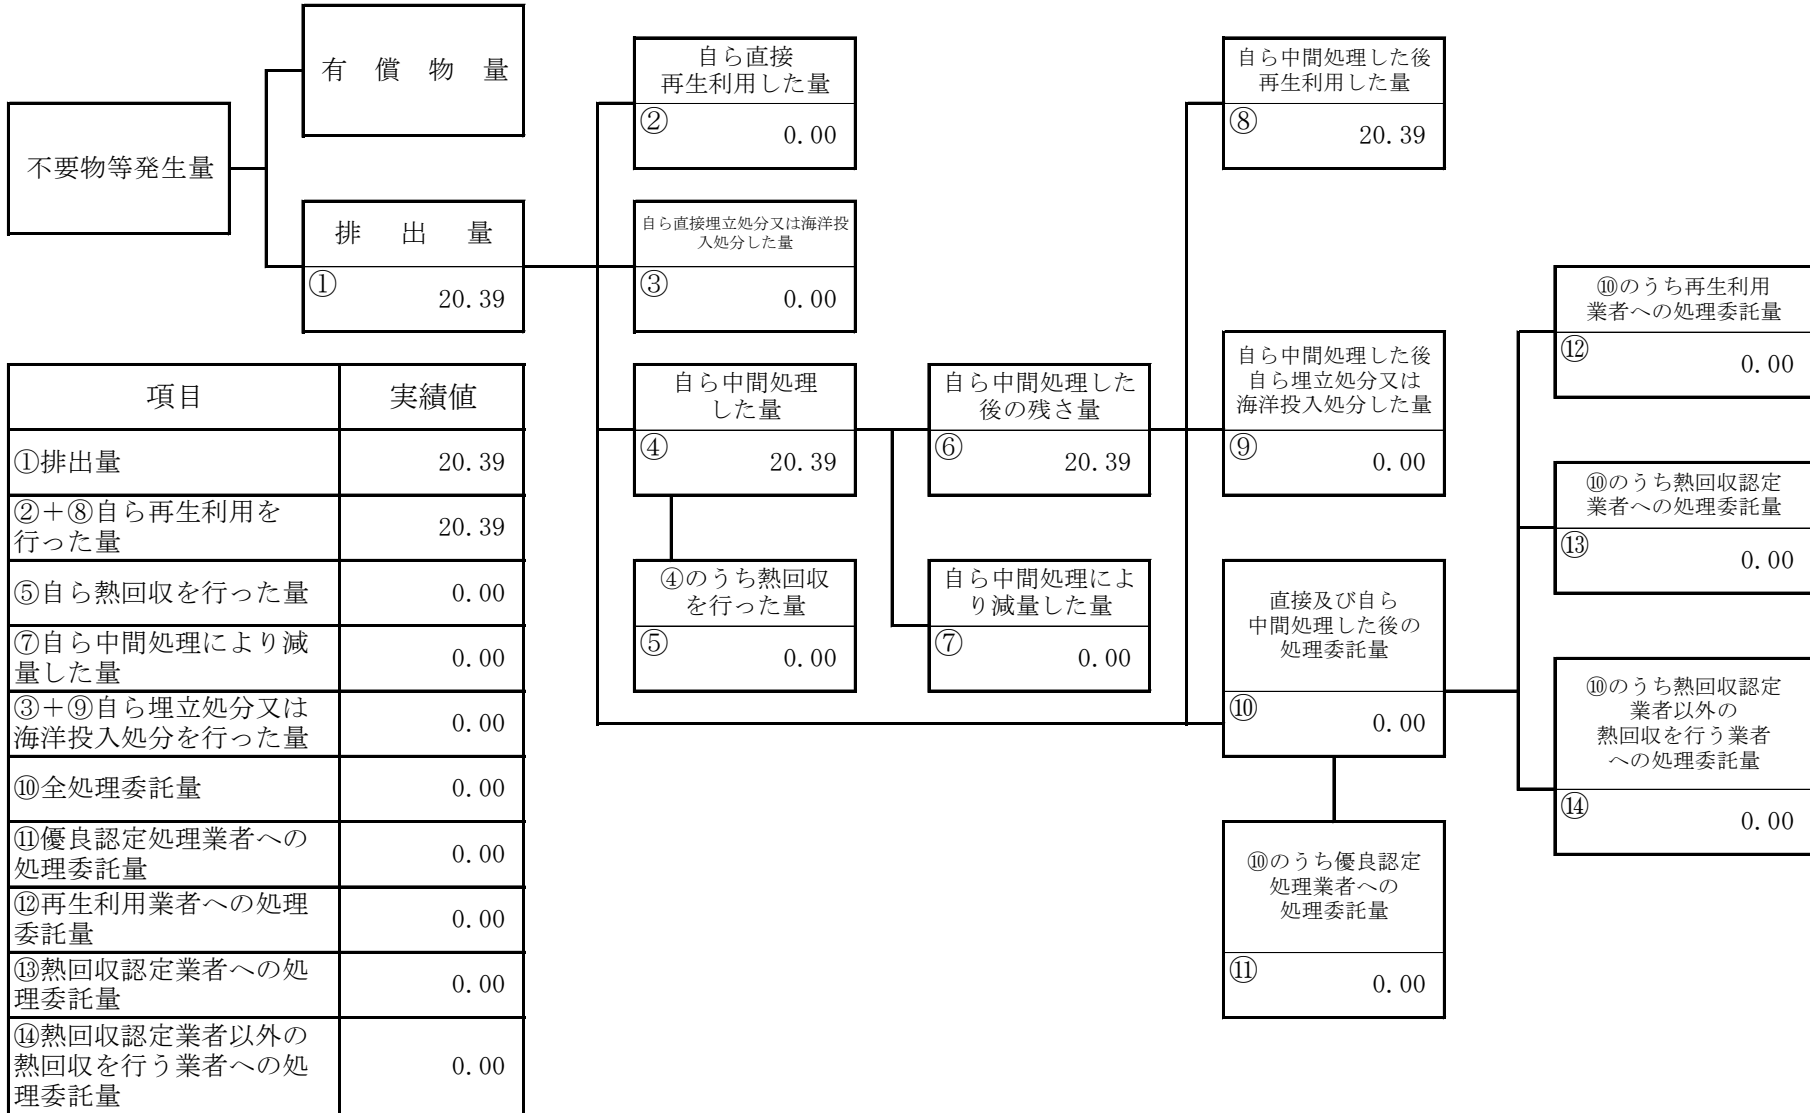 不要物等発生量
有 償 物 量
排 出 量
①
20.39
自ら直接
再生利用した量
②
0.00
自ら直接埋立処分又は海洋投
入処分した量
③
0.00
自ら中間処理
した量
④
20.39
④のうち熱回収
を行った量
⑤
0.00
自ら中間処理した
後の残さ量
⑥
20.39
自ら中間処理によ
り減量した量
⑦
0.00
自ら中間処理した後
再生利用した量
⑧
20.39
自ら中間処理した後
自ら埋立処分又は
海洋投入処分した量
⑨
0.00
直接及び自ら
中間処理した後の
処理委託量
⑩
0.00
⑩のうち優良認定
処理業者への
処理委託量
⑪
0.00
⑩のうち再生利用
業者への処理委託量
⑫
0.00
⑩のうち熱回収認定
業者への処理委託量
⑬
0.00
⑩のうち熱回収認定
業者以外の
熱回収を行う業者
への処理委託量
⑭
0.00
項目 実績値
①排出量 20.39
②＋⑧自ら再生利用を
行った量 20.39
⑤自ら熱回収を行った量 0.00
⑦自ら中間処理により減
量した量 0.00
③＋⑨自ら埋立処分又は
海洋投入処分を行った量 0.00
⑩全処理委託量 0.00
⑪優良認定処理業者への
処理委託量 0.00
⑫再生利用業者への処理
委託量 0.00
⑬熱回収認定業者への処
理委託量 0.00
⑭熱回収認定業者以外の
熱回収を行う業者への処
理委託量 0.00